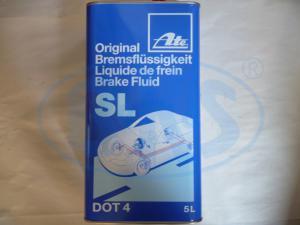 Ate
Original
Bremsflüssigkeit
Liquide de frein
Brake Fluid
SL
DOT 4
5L